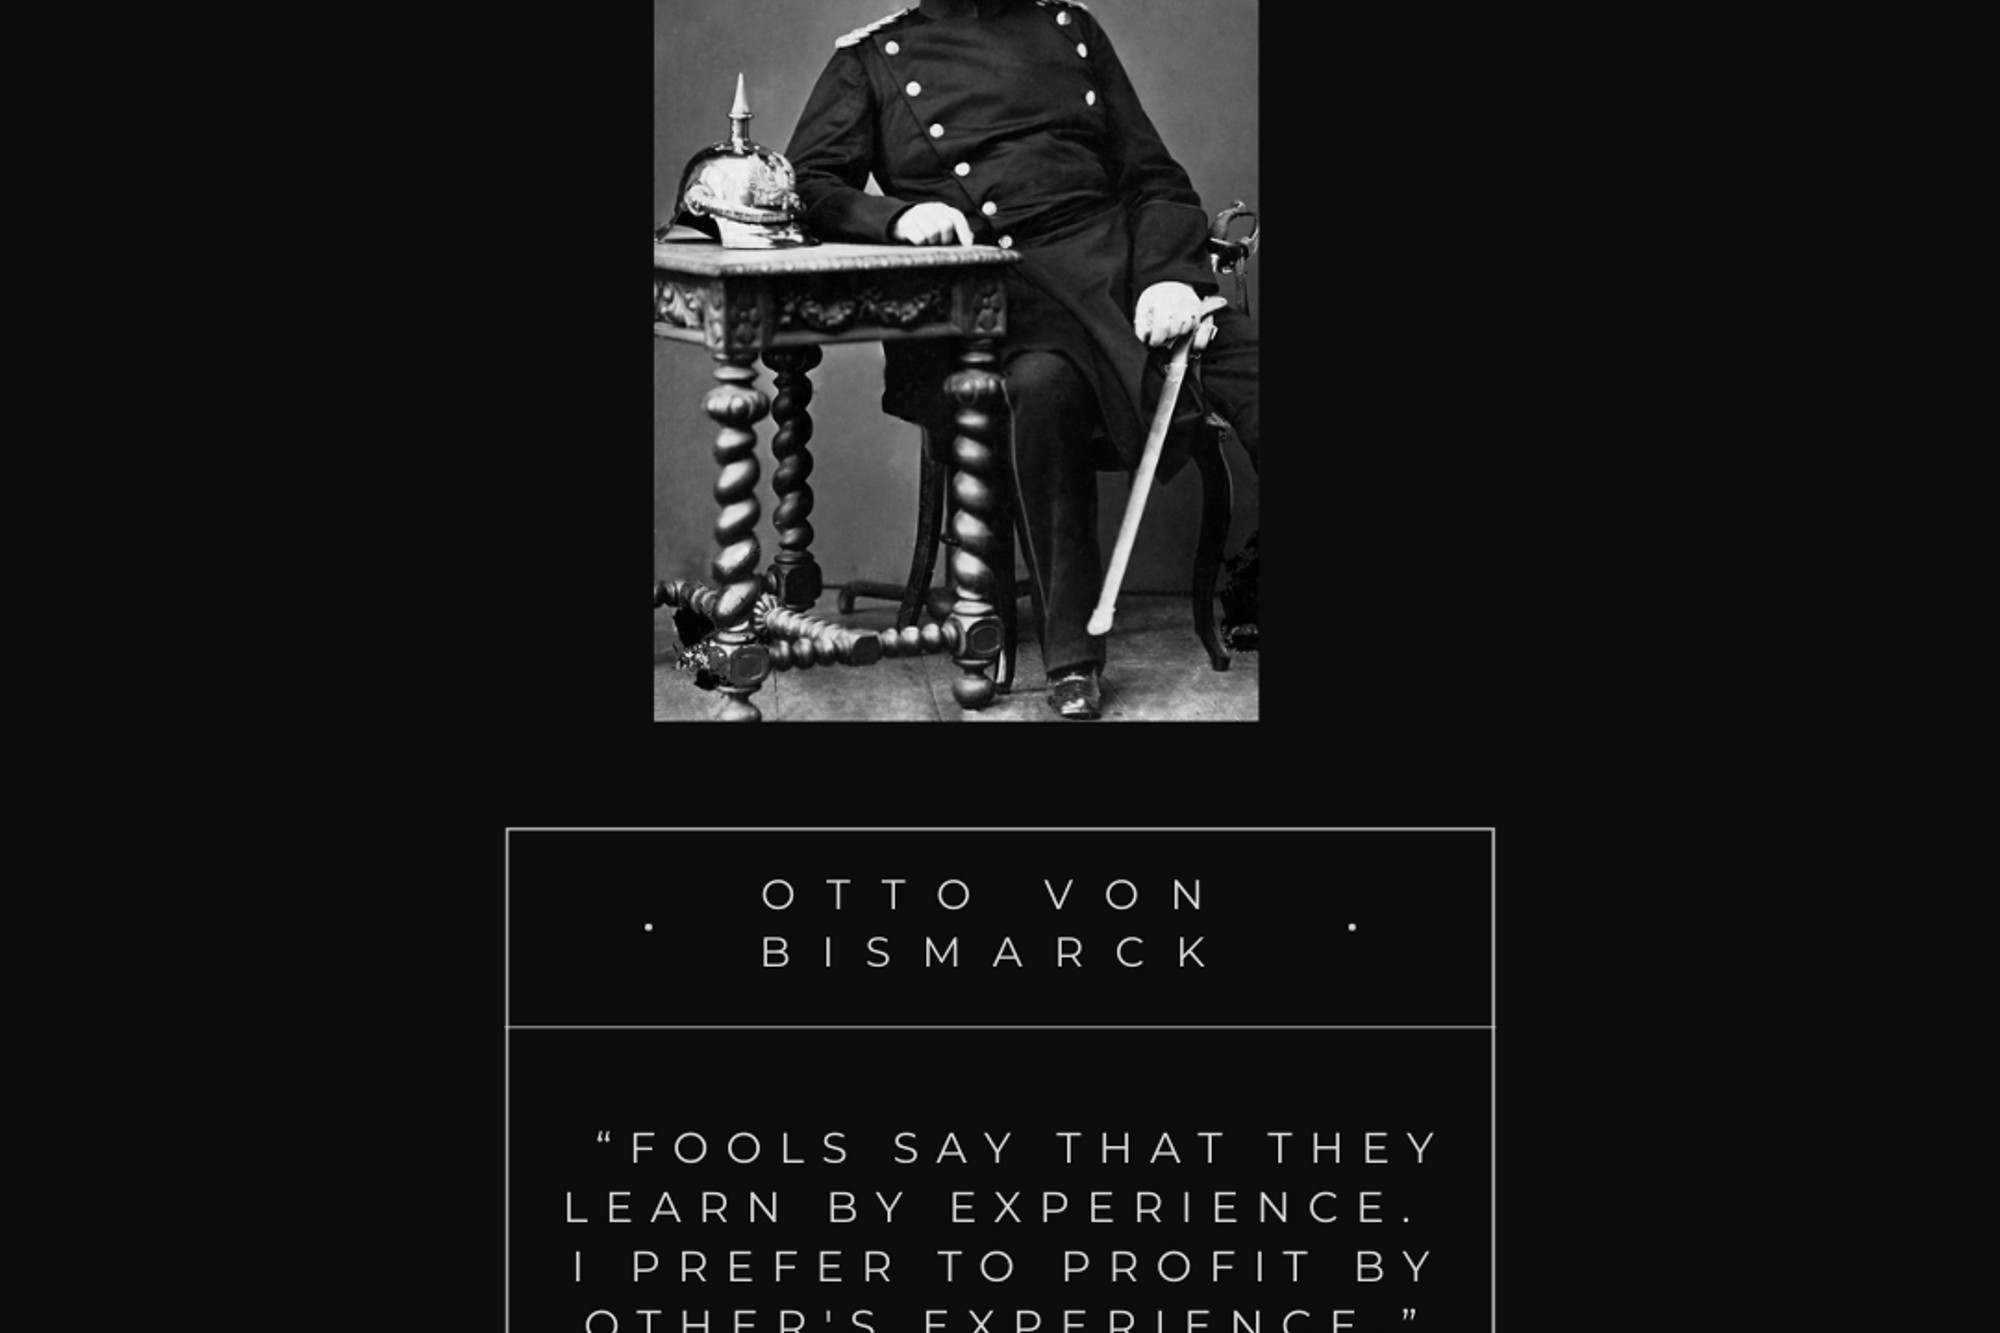 OTTO VON
BISMARCK
“FOOLS SAY THAT THEY
LEARN BY EXPERIENCE.
I PREFER TO PROFIT BY
OTHER'S EXPERIENCE.”